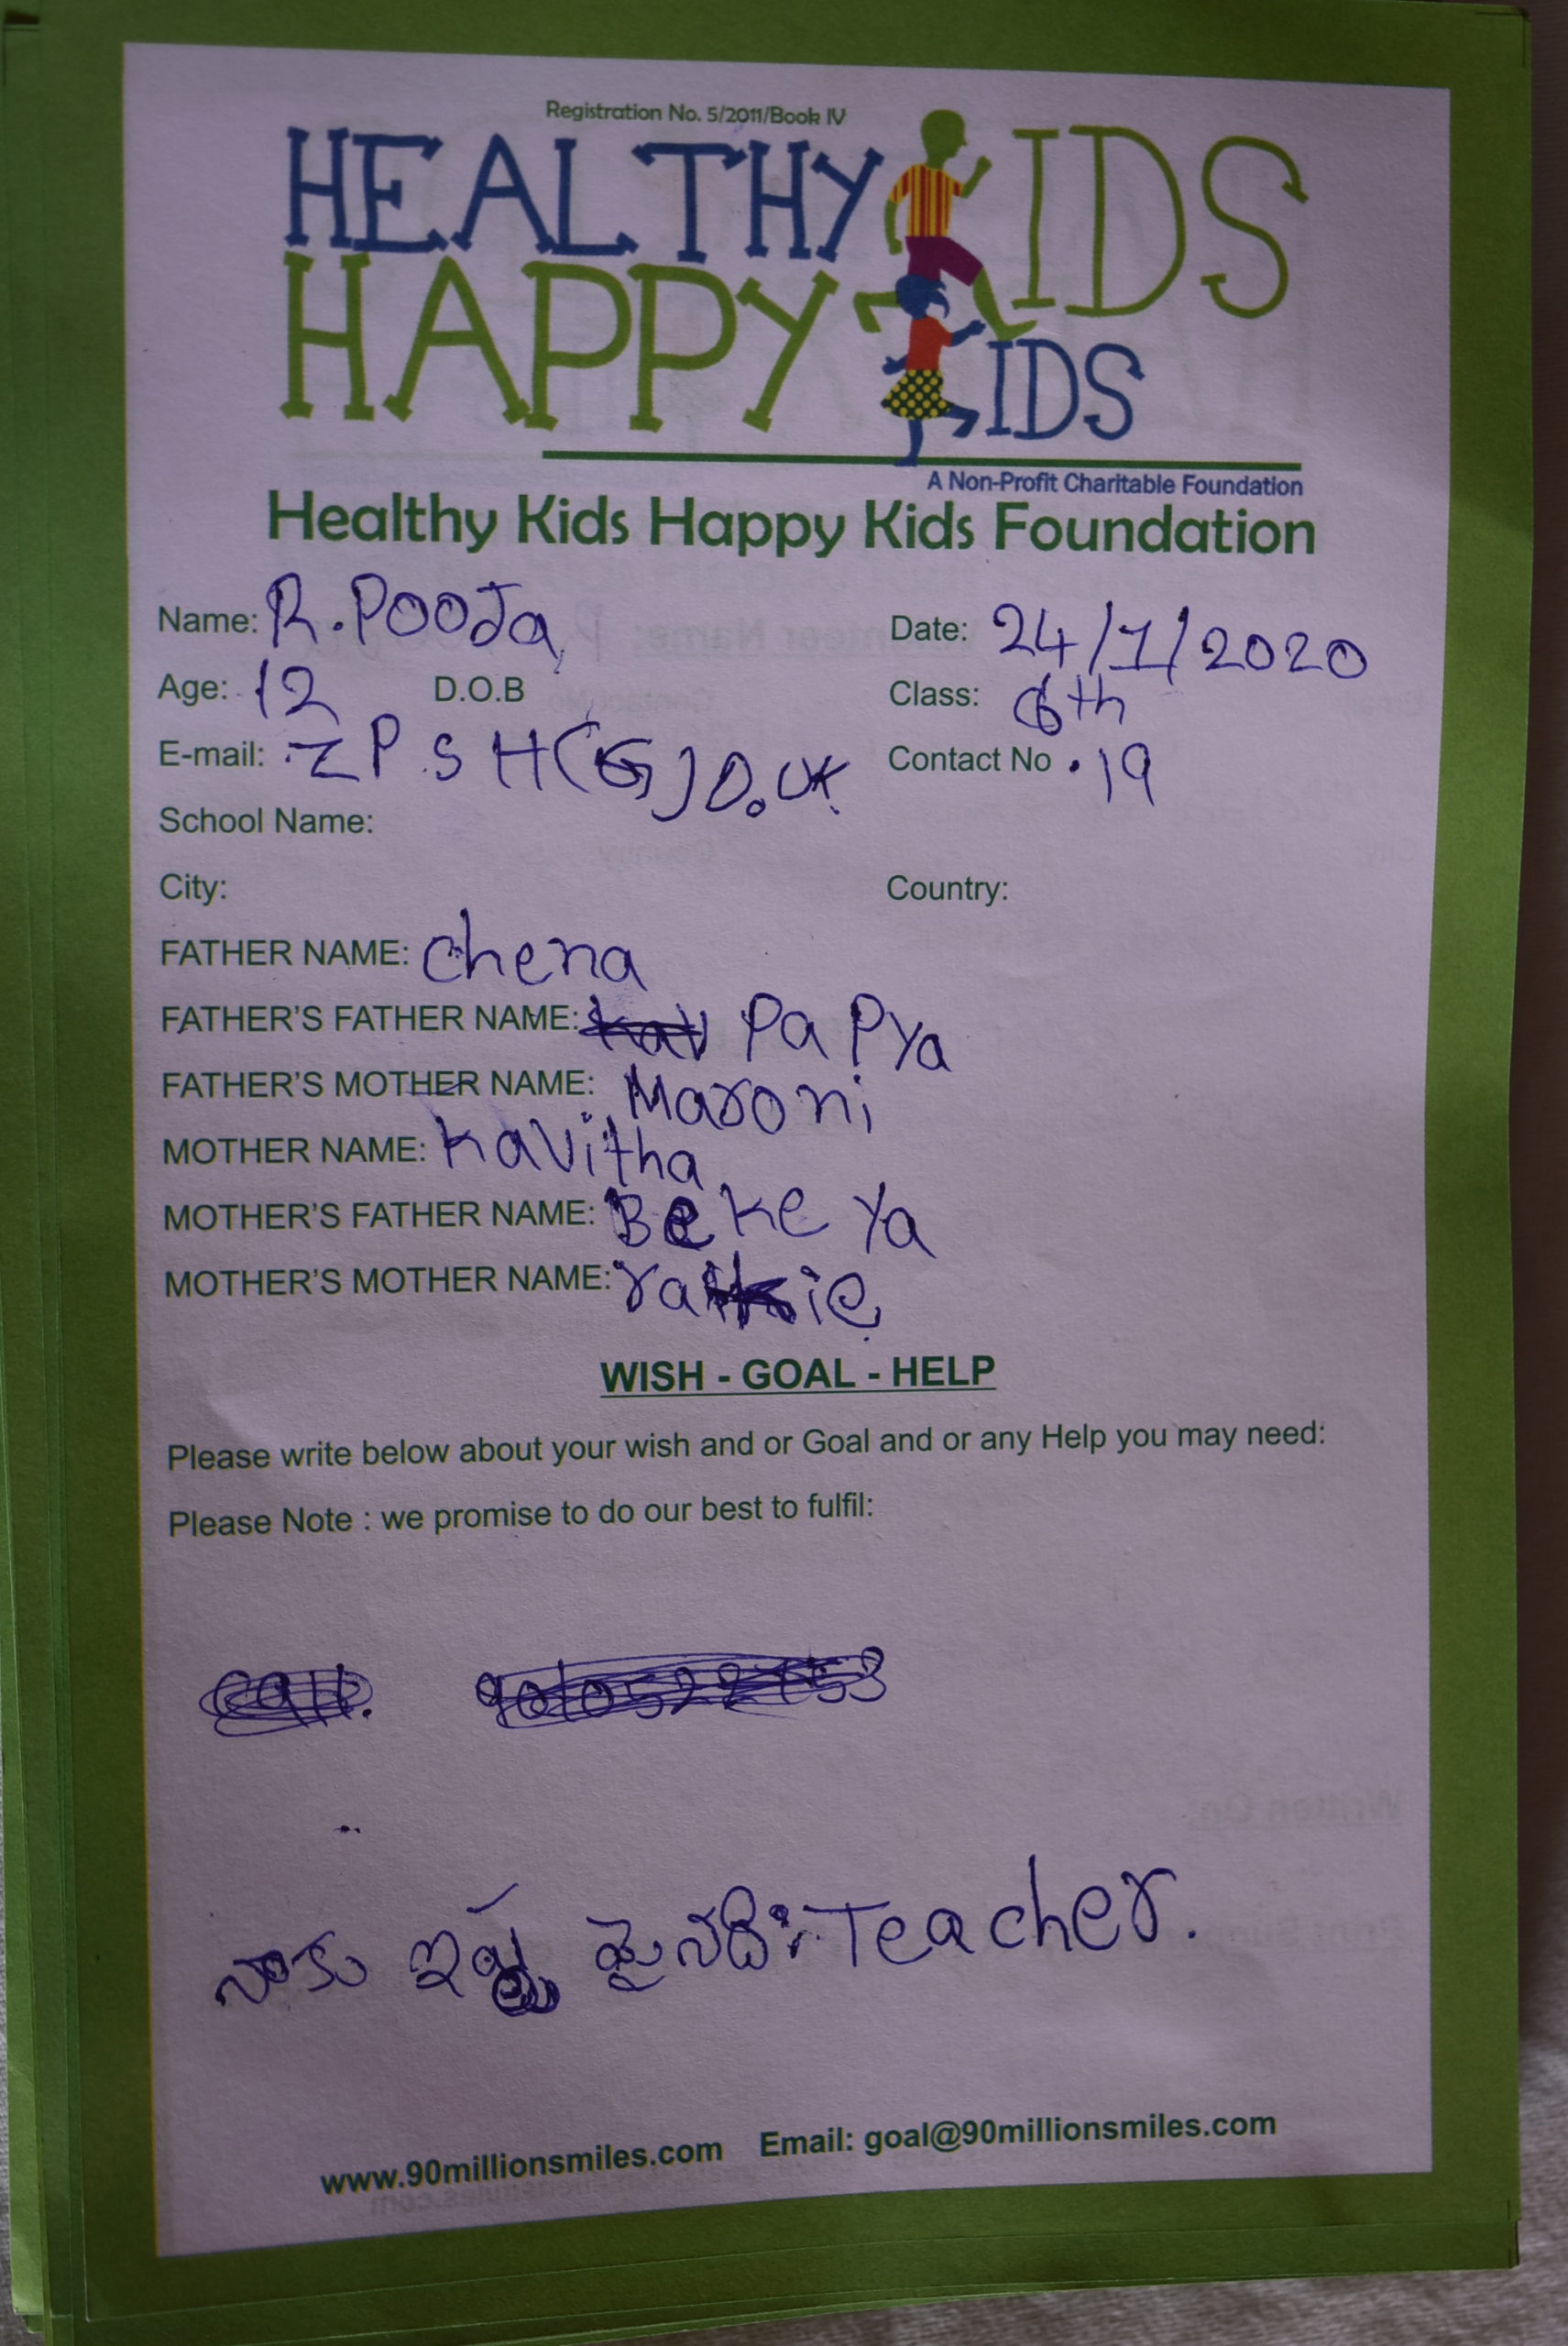 Registration No. 5/2011/Book IV
HEALTHY KIDS
HAPPY KIDS
A Non-Profit Charitable Foundation
Healthy Kids Happy Kids Foundation
Name: R.POOJa Date: 24/1/2020
Age: 12 D.O.B Class: 6th
E-mail: Z P S H(G)D.UK Contact No . 19
School Name:
City: Country:
FATHER NAME: chena
FATHER'S FATHER NAME: PaPYa
FATHER'S MOTHER NAME: Maroni
MOTHER NAME: Kavitha
MOTHER'S FATHER NAME: BekeYa
MOTHER'S MOTHER NAME:
WISH - GOAL - HELP
Please write below about your wish and or Goal and or any Help you may need:
Please Note : we promise to do our best to fulfil:
నాకు ఇష్ట మైనది: Teacher.
www.90millionsmiles.com Email: goal@90millionsmiles.com